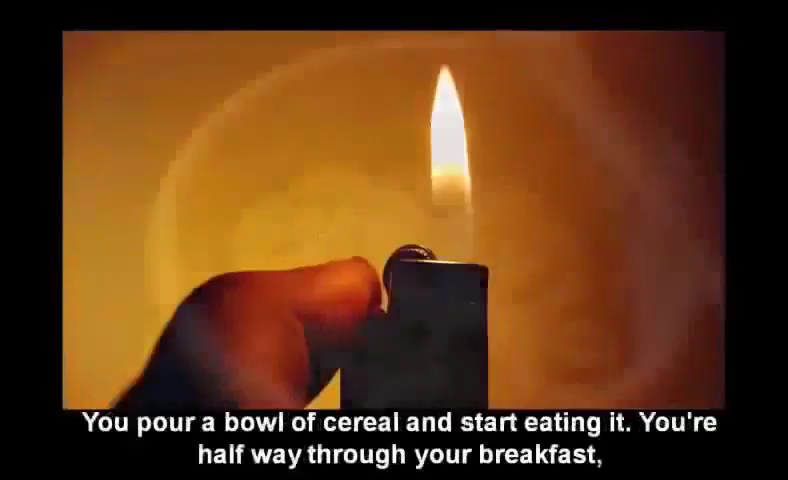 You pour a bowl of cereal and start eating it. You're
half way through your breakfast,